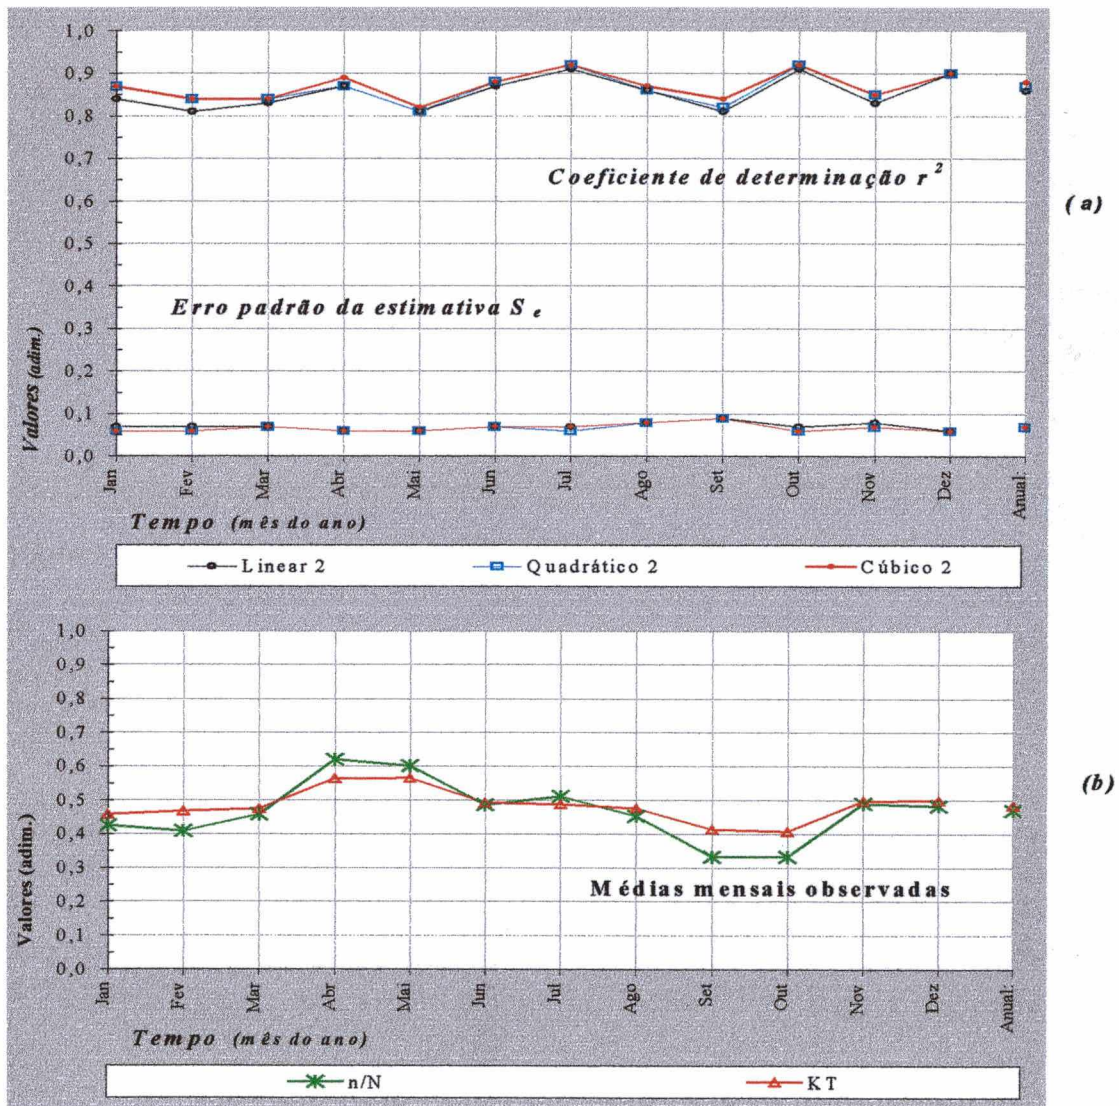 1,0
0,9
0,8
0,7
0,6
0,5
0,4
0,3
0,2
0,1
0,0
Valores (adim.)
Coeficiente de determinação r²
(a)
Erro padrão da estimativa S e
Jan Fev Mar Abr Mai Jun Jul Ago Set Out Nov Dez Anual:
Tempo (mês do ano)
Linear 2 Quadrático 2 Cúbico 2
1,0
0,9
0,8
0,7
0,6
0,5
0,4
0,3
0,2
0,1
0,0
Valores (adim.)
(b)
Médias mensais observadas
Jan Fev Mar Abr Mai Jun Jul Ago Set Out Nov Dez Anual:
Tempo (mês do ano)
n/N KT